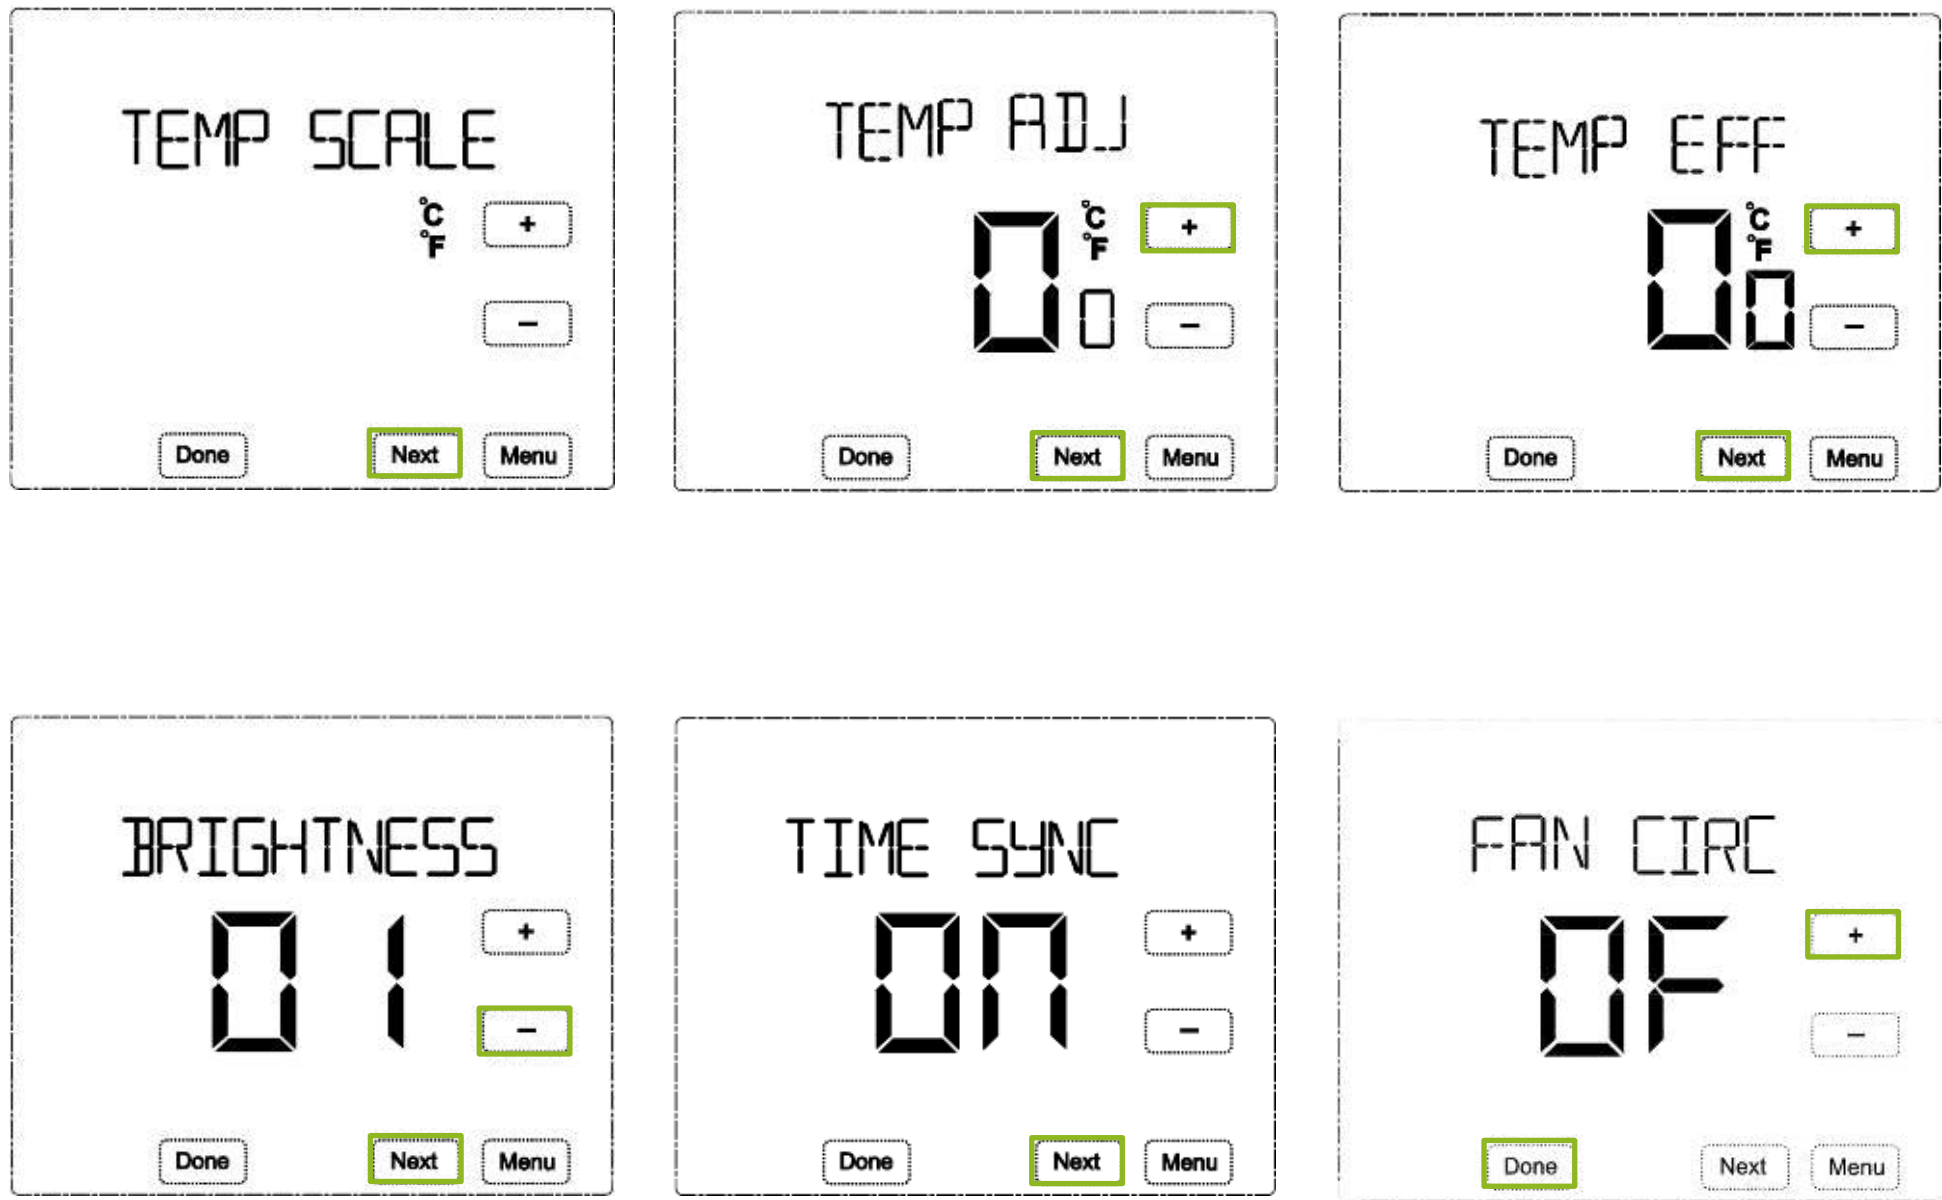 TEMP SCALE
°C
°F
+
−
Done Next Menu
TEMP ADJ
0 0
°C
°F
+
−
Done Next Menu
TEMP EFF
0 0
°C
°F
+
−
Done Next Menu
BRIGHTNESS
01
+
−
Done Next Menu
TIME SYNC
ON
+
−
Done Next Menu
FAN CIRC
OF
+
−
Done Next Menu